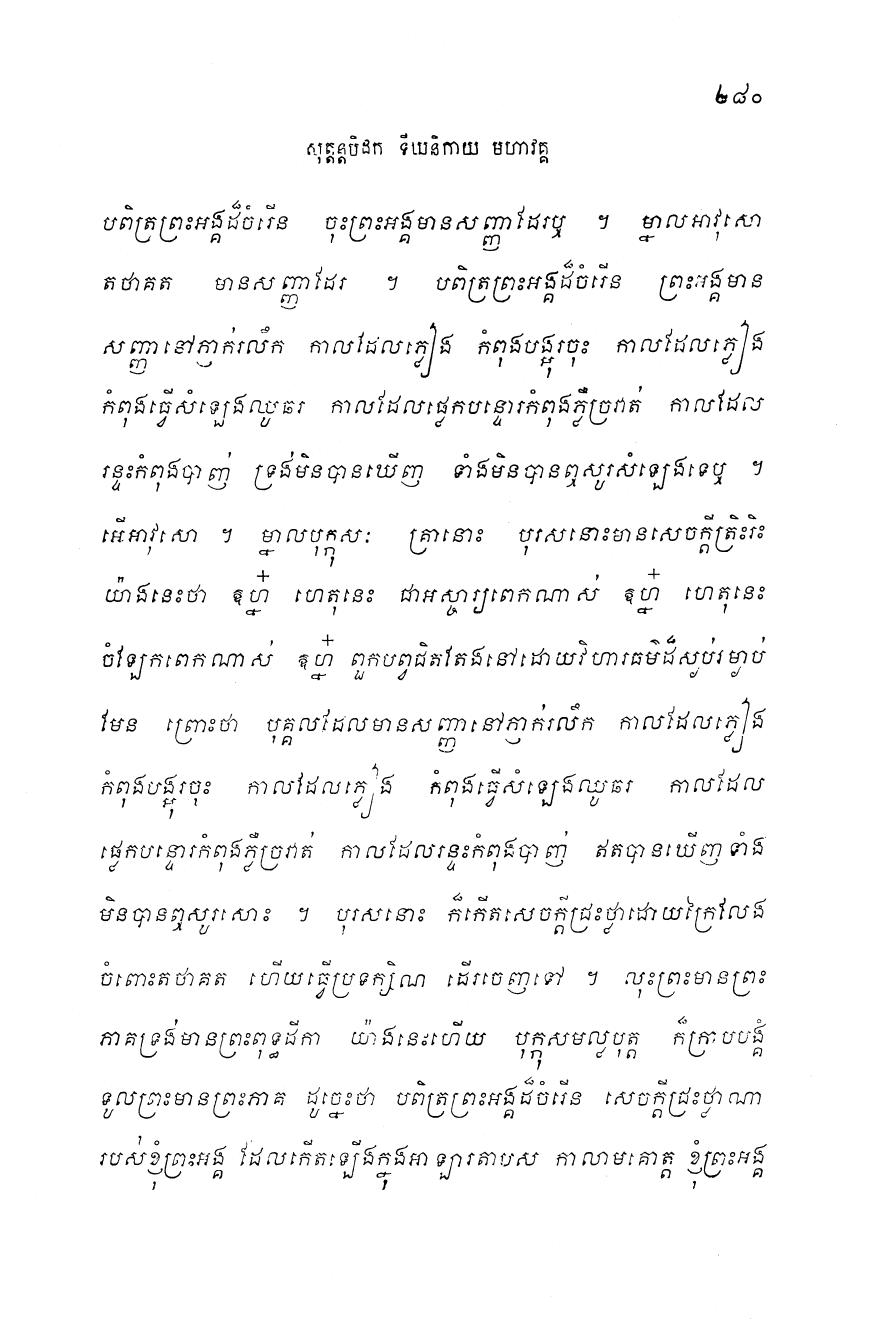 ២៨០
សុត្តន្តបិដក ទីឃនិកាយ មហាវគ្គ
បពិត្រព្រះអង្គដ៏ចំរើន ចុះព្រះអង្គមានសញ្ញាដែរឬ ។ ម្នាលអាវុសោ
តថាគត មានសញ្ញាដែរ ។ បពិត្រព្រះអង្គដ៏ចំរើន ព្រះអង្គមាន
សញ្ញានៅភ្ញាក់រលឹក កាលដែលភ្លៀង កំពុងបង្អុរចុះ កាលដែលភ្លៀង
កំពុងធ្វើសំឡេងឈូឆរ កាលដែលផ្លេកបន្ទោរកំពុងភ្លឺច្រវាត់ កាលដែល
រន្ទះកំពុងបាញ់ ទ្រង់មិនបានឃើញ ទាំងមិនបានឮសូរសំឡេងទេឬ ។
អើអាវុសោ ។ ម្នាលបុក្កុសៈ គ្រានោះ បុរសនោះមានសេចក្តីត្រិះរិះ
យ៉ាងនេះថា ឧហ្ន៎ ហេតុនេះ ជាអស្ចារ្យពេកណាស់ ឧហ្ន៎ ហេតុនេះ
ចំឡែកពេកណាស់ ឧហ្ន៎ ពួកបព្វជិតតែងនៅដោយវិហារធម៌ដ៏ស្ងប់រម្ងាប់
មែន ព្រោះថា បុគ្គលដែលមានសញ្ញានៅភ្ញាក់រលឹក កាលដែលភ្លៀង
កំពុងបង្អុរចុះ កាលដែលភ្លៀង កំពុងធ្វើសំឡេងឈូឆរ កាលដែល
ផ្លេកបន្ទោរកំពុងភ្លឺច្រវាត់ កាលដែលរន្ទះកំពុងបាញ់ ឥតបានឃើញទាំង
មិនបានឮសូរសោះ ។ បុរសនោះ ក៏កើតសេចក្តីជ្រះថ្លាដោយក្រៃលែង
ចំពោះតថាគត ហើយធ្វើប្រទក្សិណ ដើរចេញទៅ ។ លុះព្រះមានព្រះ
ភាគទ្រង់មានព្រះពុទ្ធដីកា យ៉ាងនេះហើយ បុក្កុសមល្លបុត្ត ក៏ក្រាបបង្គំ
ទូលព្រះមានព្រះភាគ ដូច្នេះថា បពិត្រព្រះអង្គដ៏ចំរើន សេចក្តីជ្រះថ្លាណា
របស់ខ្ញុំព្រះអង្គ ដែលកើតឡើងក្នុងអាឡារតាបស កាលាមគោត្ត ខ្ញុំព្រះអង្គ